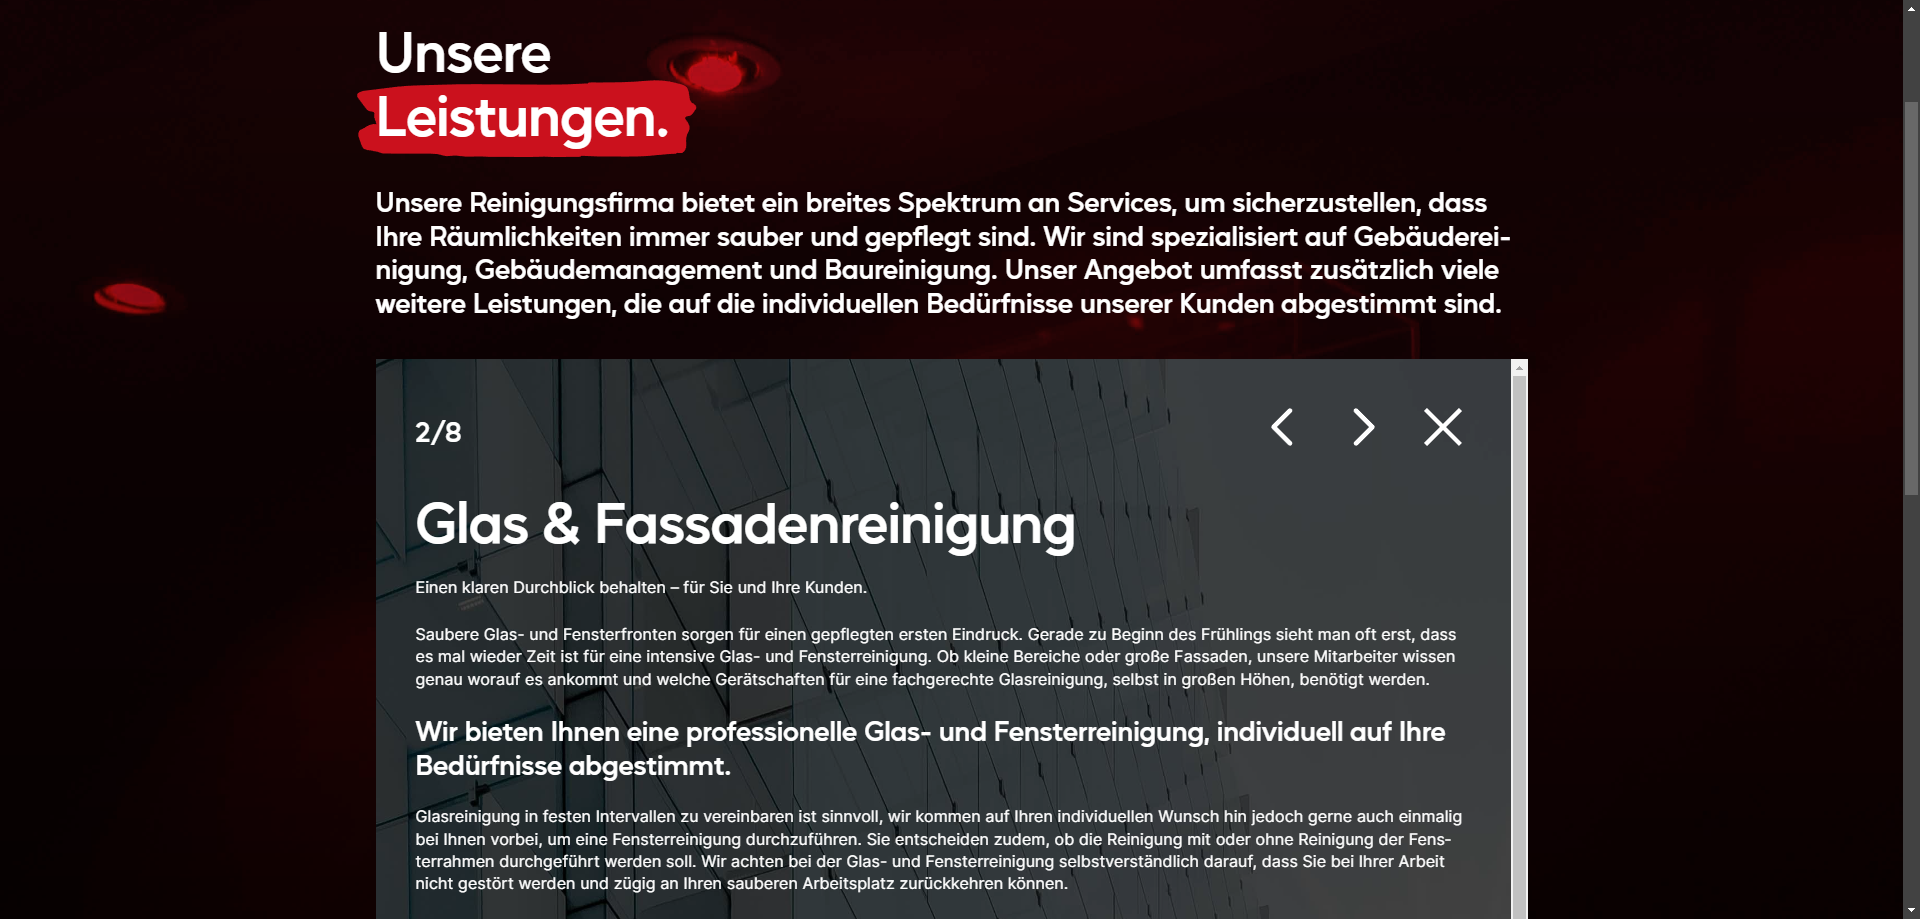 Unsere
Leistungen.
Unsere Reinigungsfirma bietet ein breites Spektrum an Services, um sicherzustellen, dass
Ihre Räumlichkeiten immer sauber und gepflegt sind. Wir sind spezialisiert auf Gebäuderei-
nigung, Gebäudemanagement und Baureinigung. Unser Angebot umfasst zusätzlich viele
weitere Leistungen, die auf die individuellen Bedürfnisse unserer Kunden abgestimmt sind.
2/8
Glas & Fassadenreinigung
Einen klaren Durchblick behalten – für Sie und Ihre Kunden.
Saubere Glas- und Fensterfronten sorgen für einen gepflegten ersten Eindruck. Gerade zu Beginn des Frühlings sieht man oft erst, dass
es mal wieder Zeit ist für eine intensive Glas- und Fensterreinigung. Ob kleine Bereiche oder große Fassaden, unsere Mitarbeiter wissen
genau worauf es ankommt und welche Gerätschaften für eine fachgerechte Glasreinigung, selbst in großen Höhen, benötigt werden.
Wir bieten Ihnen eine professionelle Glas- und Fensterreinigung, individuell auf Ihre
Bedürfnisse abgestimmt.
Glasreinigung in festen Intervallen zu vereinbaren ist sinnvoll, wir kommen auf Ihren individuellen Wunsch hin jedoch gerne auch einmalig
bei Ihnen vorbei, um eine Fensterreinigung durchzuführen. Sie entscheiden zudem, ob die Reinigung mit oder ohne Reinigung der Fens-
terrahmen durchgeführt werden soll. Wir achten bei der Glas- und Fensterreinigung selbstverständlich darauf, dass Sie bei Ihrer Arbeit
nicht gestört werden und zügig an Ihren sauberen Arbeitsplatz zurückkehren können.